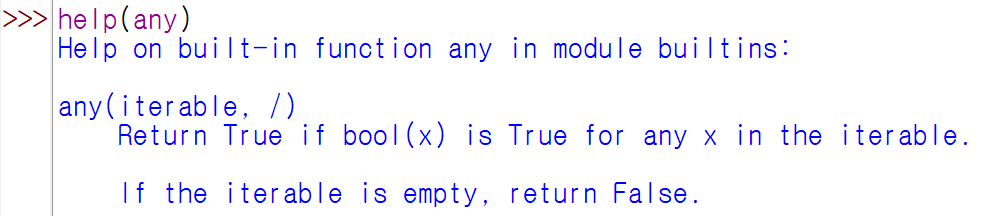 >>> help(any)
Help on built-in function any in module builtins:
any(iterable, /)
Return True if bool(x) is True for any x in the iterable.
If the iterable is empty, return False.